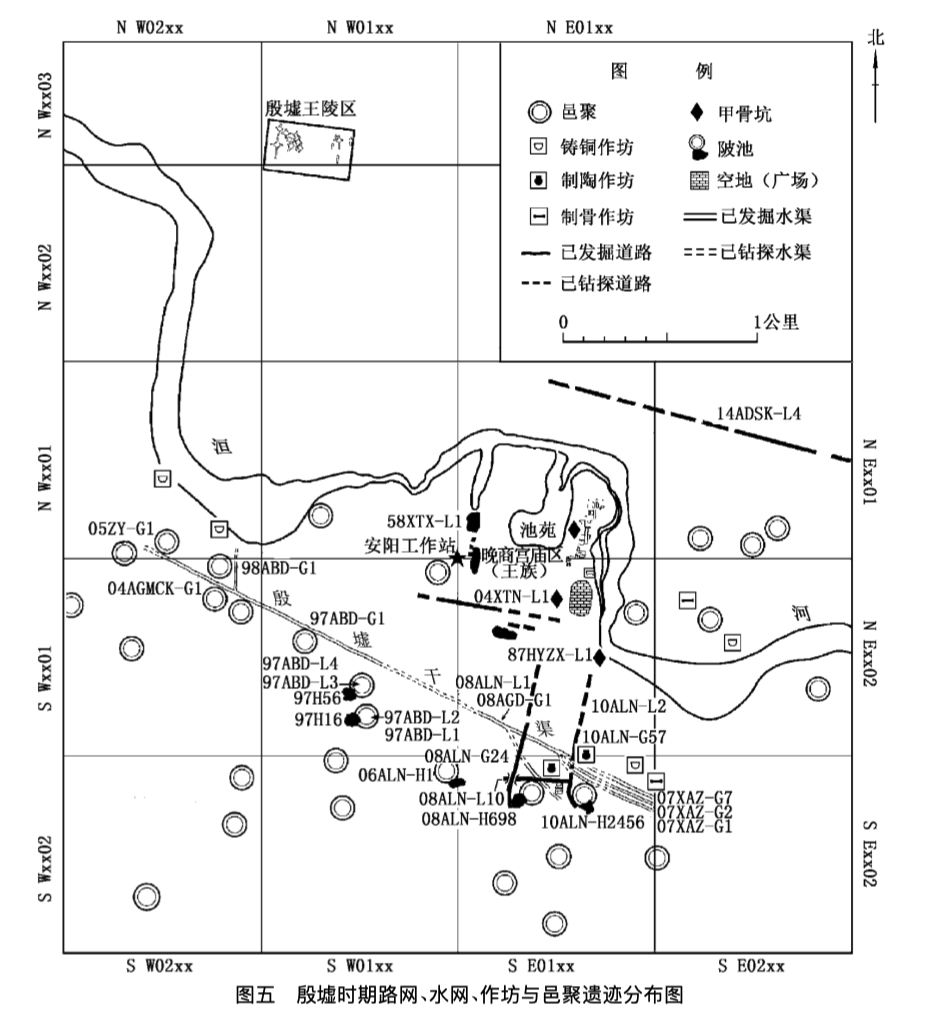 N W02xx
N W01xx
N E01xx
北
N Wxx03
N Wxx02
N Wxx01
S Wxx01
S Wxx02
殷墟王陵区
图 例
邑聚
甲骨坑
铸铜作坊
陂池
制陶作坊
空地（广场）
制骨作坊
已发掘水渠
已发掘道路
已钻探水渠
已钻探道路
0
1公里
14ADSK-L4
洹
N Exx01
N Exx02
S Exx02
58XTX-L1
池苑
05ZY-G1
安阳工作站
晚商宫庙区
（王族）
98ABD-G1
04AGMCK-G1
殷
04XTN-L1
97ABD-G1
墟
河
87HYZX-L1
97ABD-L4
97ABD-L3
干
08ALN-L1
97H56
08AGD-G1
10ALN-L2
97H16
97ABD-L2
97ABD-L1
渠
10ALN-G57
08ALN-G24
06ALN-H1
08ALN-L10
08ALN-H698
10ALN-H2456
07XAZ-G7
07XAZ-G2
07XAZ-G1
S W02xx
S W01xx
S E01xx
S E02xx
图五 殷墟时期路网、水网、作坊与邑聚遗迹分布图